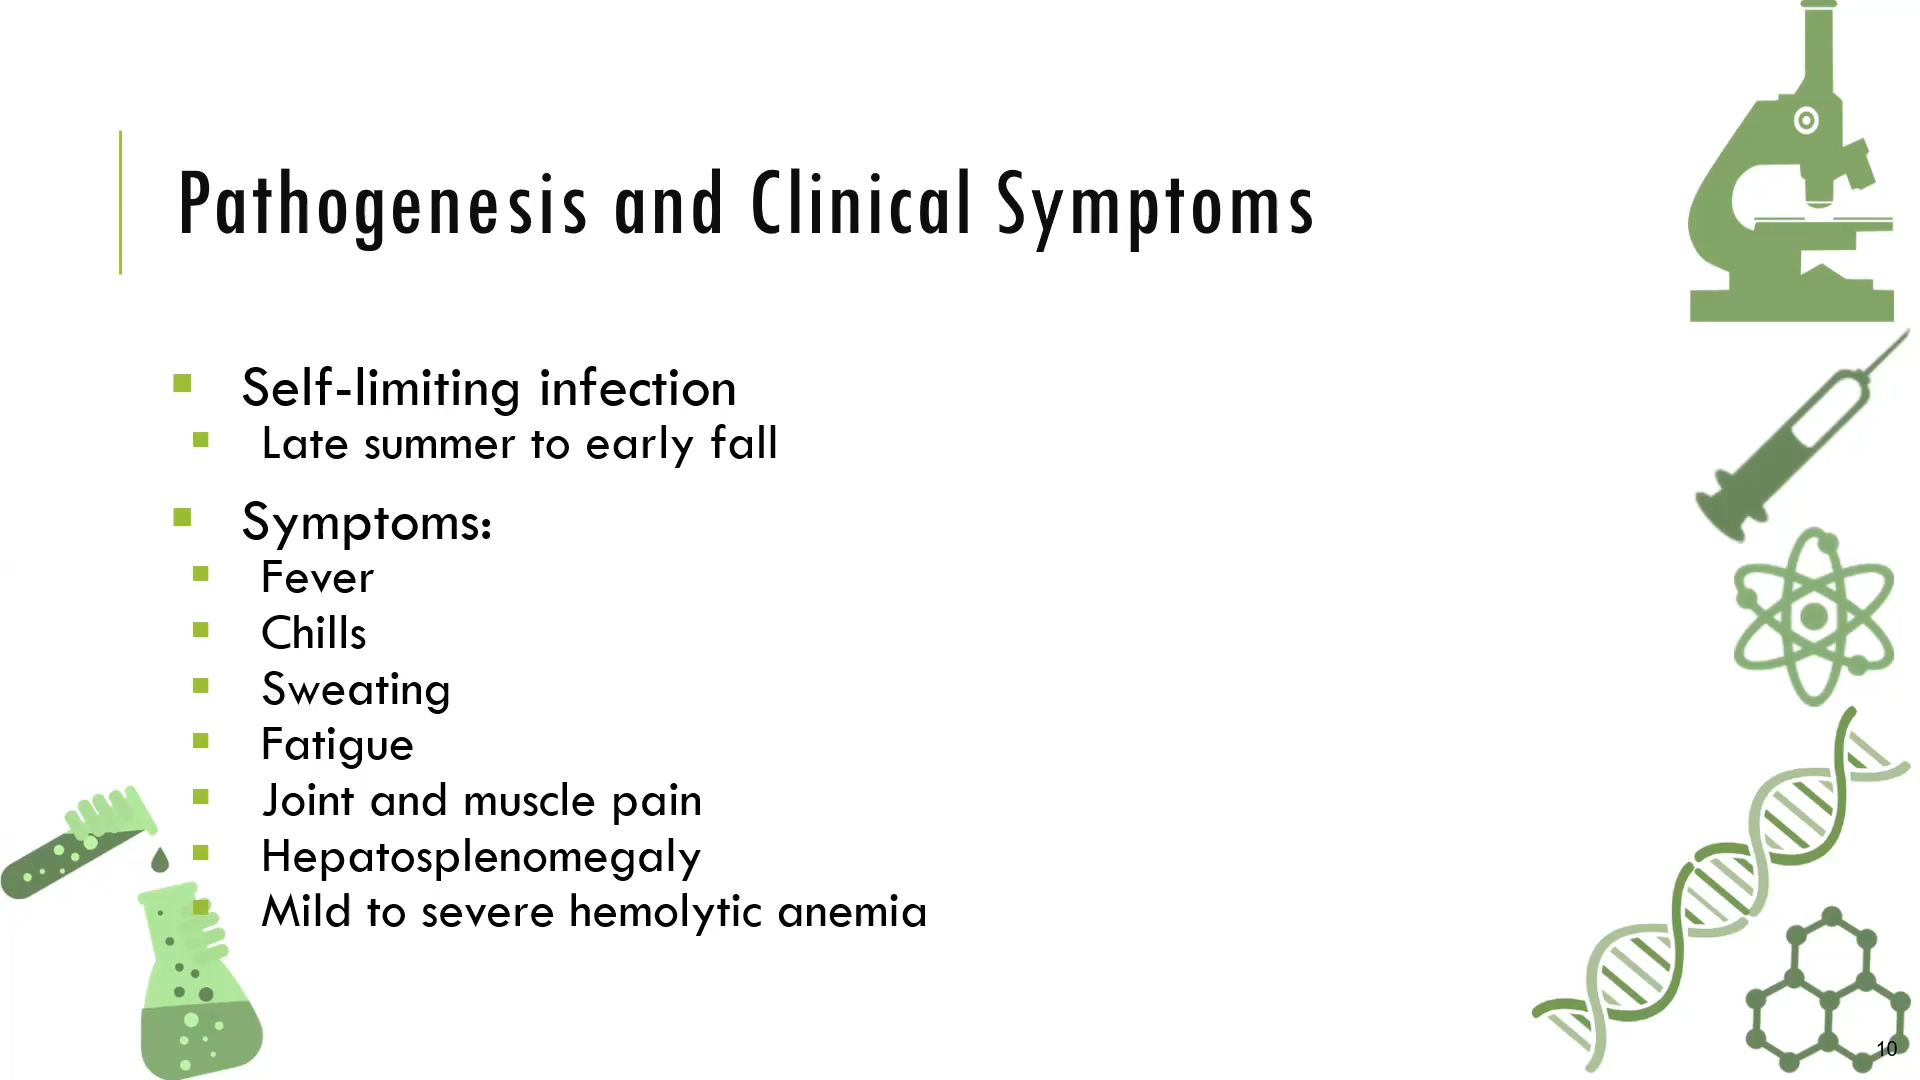 Pathogenesis and Clinical Symptoms
Self-limiting infection
Late summer to early fall
Symptoms:
Fever
Chills
Sweating
Fatigue
Joint and muscle pain
Hepatosplenomegaly
Mild to severe hemolytic anemia
10